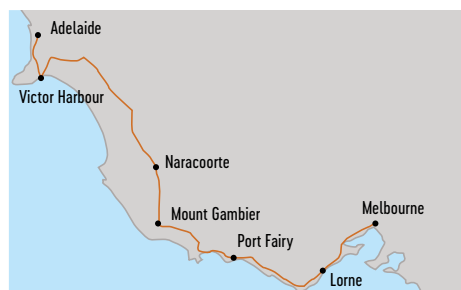 Adelaide
Victor Harbour
Naracoorte
Mount Gambier
Melbourne
Port Fairy
Lorne